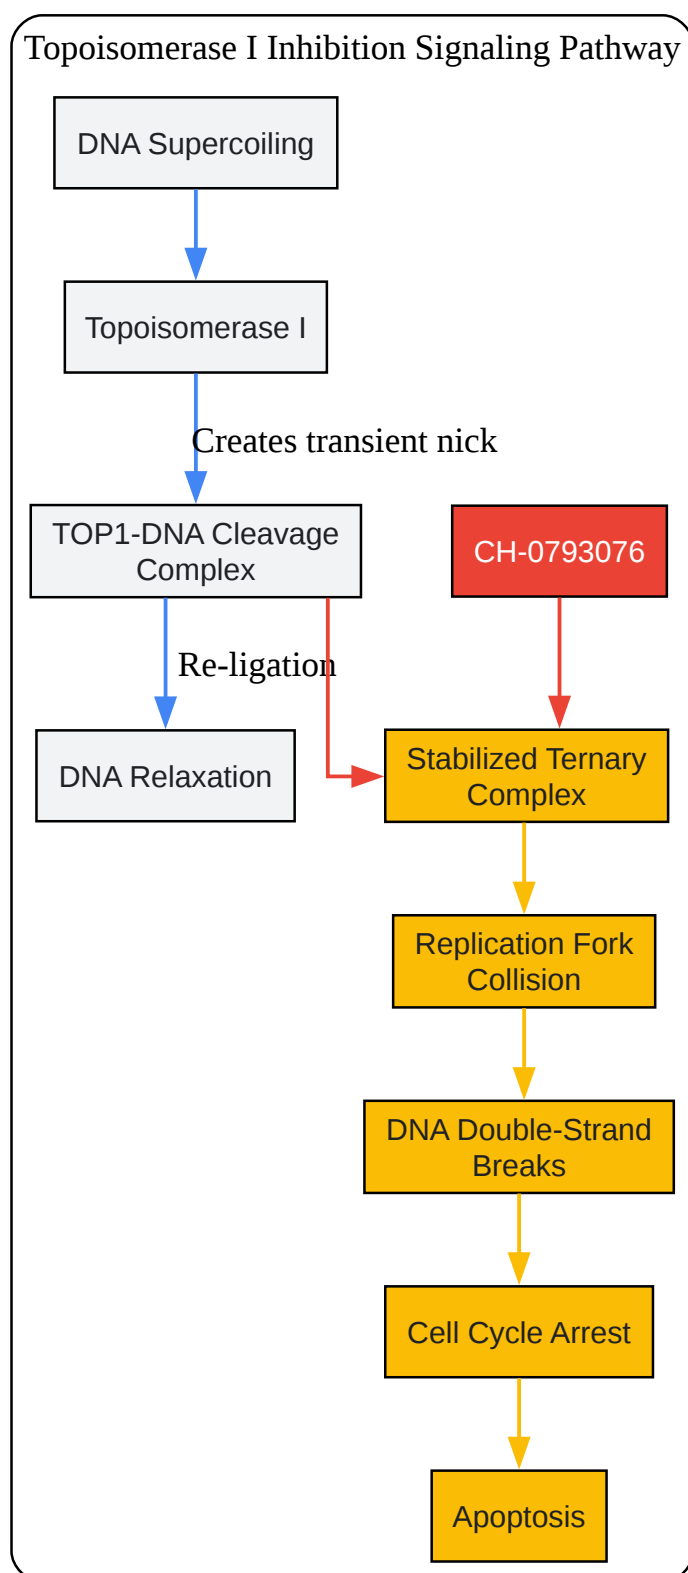 Topoisomerase I Inhibition Signaling Pathway
DNA Supercoiling
Topoisomerase I
Creates transient nick
TOP1-DNA Cleavage
Complex
CH-0793076
Re-ligation
DNA Relaxation
Stabilized Ternary
Complex
Replication Fork
Collision
DNA Double-Strand
Breaks
Cell Cycle Arrest
Apoptosis